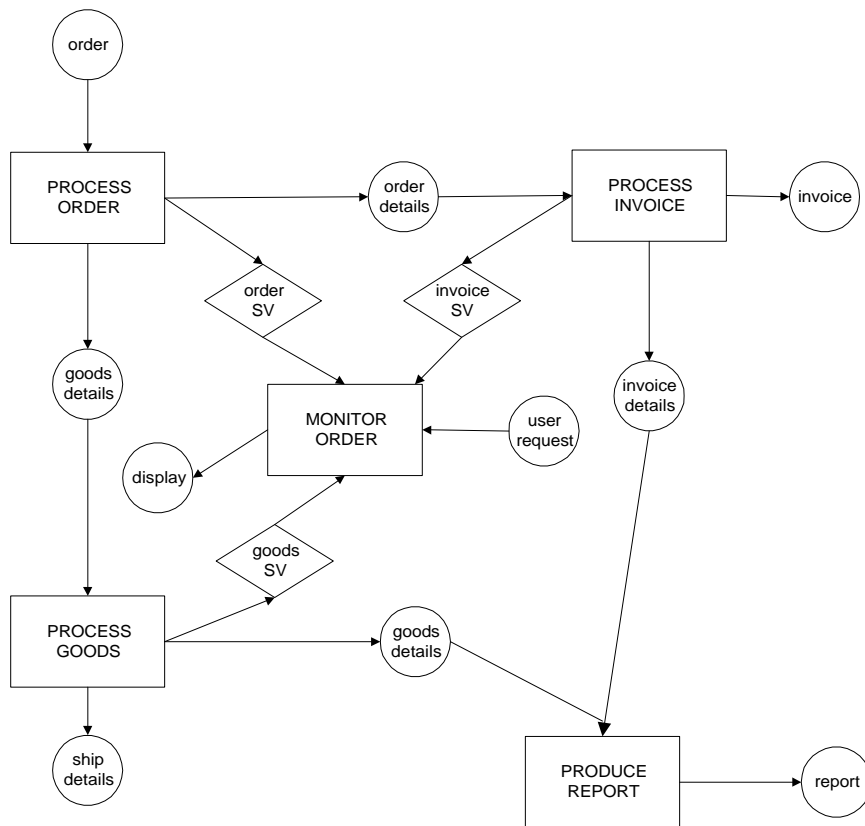 order
PROCESS
ORDER
order
details
PROCESS
INVOICE
invoice
order
SV
invoice
SV
goods
details
MONITOR
ORDER
user
request
invoice
details
display
goods
SV
PROCESS
GOODS
goods
details
ship
details
PRODUCE
REPORT
report